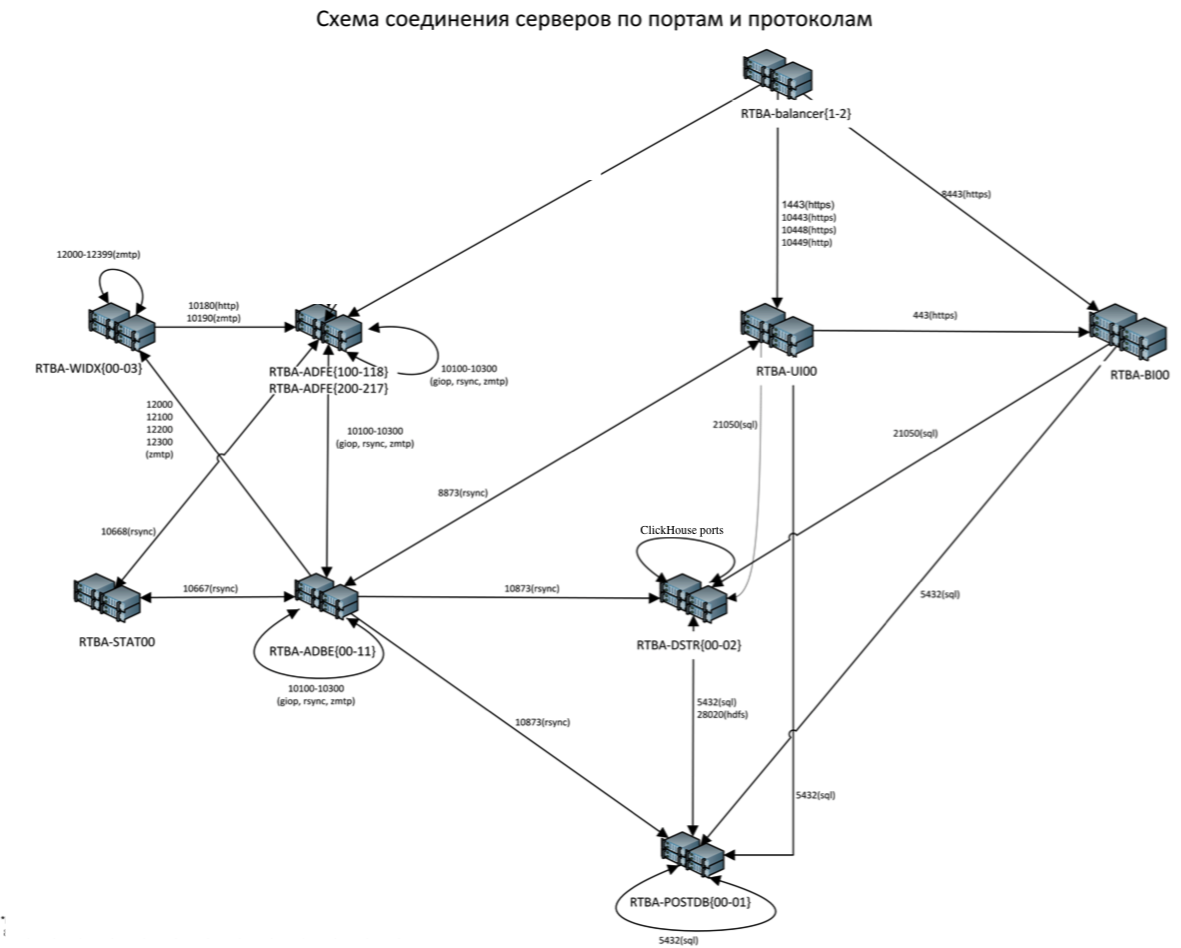 Схема соединения серверов по портам и протоколам
RTBA-balancer{1-2}
8443(https)
1443(https)
10443(https)
10448(https)
10449(http)
12000-12399(zmtp)
10180(http)
10190(zmtp)
443(https)
RTBA-WIDX{00-03}
RTBA-ADFE{100-118}
RTBA-ADFE{200-217}
10100-10300
(giop, rsync, zmtp)
RTBA-UI00
RTBA-BI00
12000
12100
12200
12300
(zmtp)
10100-10300
(giop, rsync, zmtp)
21050(sql)
21050(sql)
8873(rsync)
10668(rsync)
ClickHouse ports
10667(rsync)
10873(rsync)
5432(sql)
RTBA-STAT00
RTBA-ADBE{00-11}
RTBA-DSTR{00-02}
10100-10300
(giop, rsync, zmtp)
5432(sql)
28020(hdfs)
10873(rsync)
5432(sql)
RTBA-POSTDB{00-01}
5432(sql)